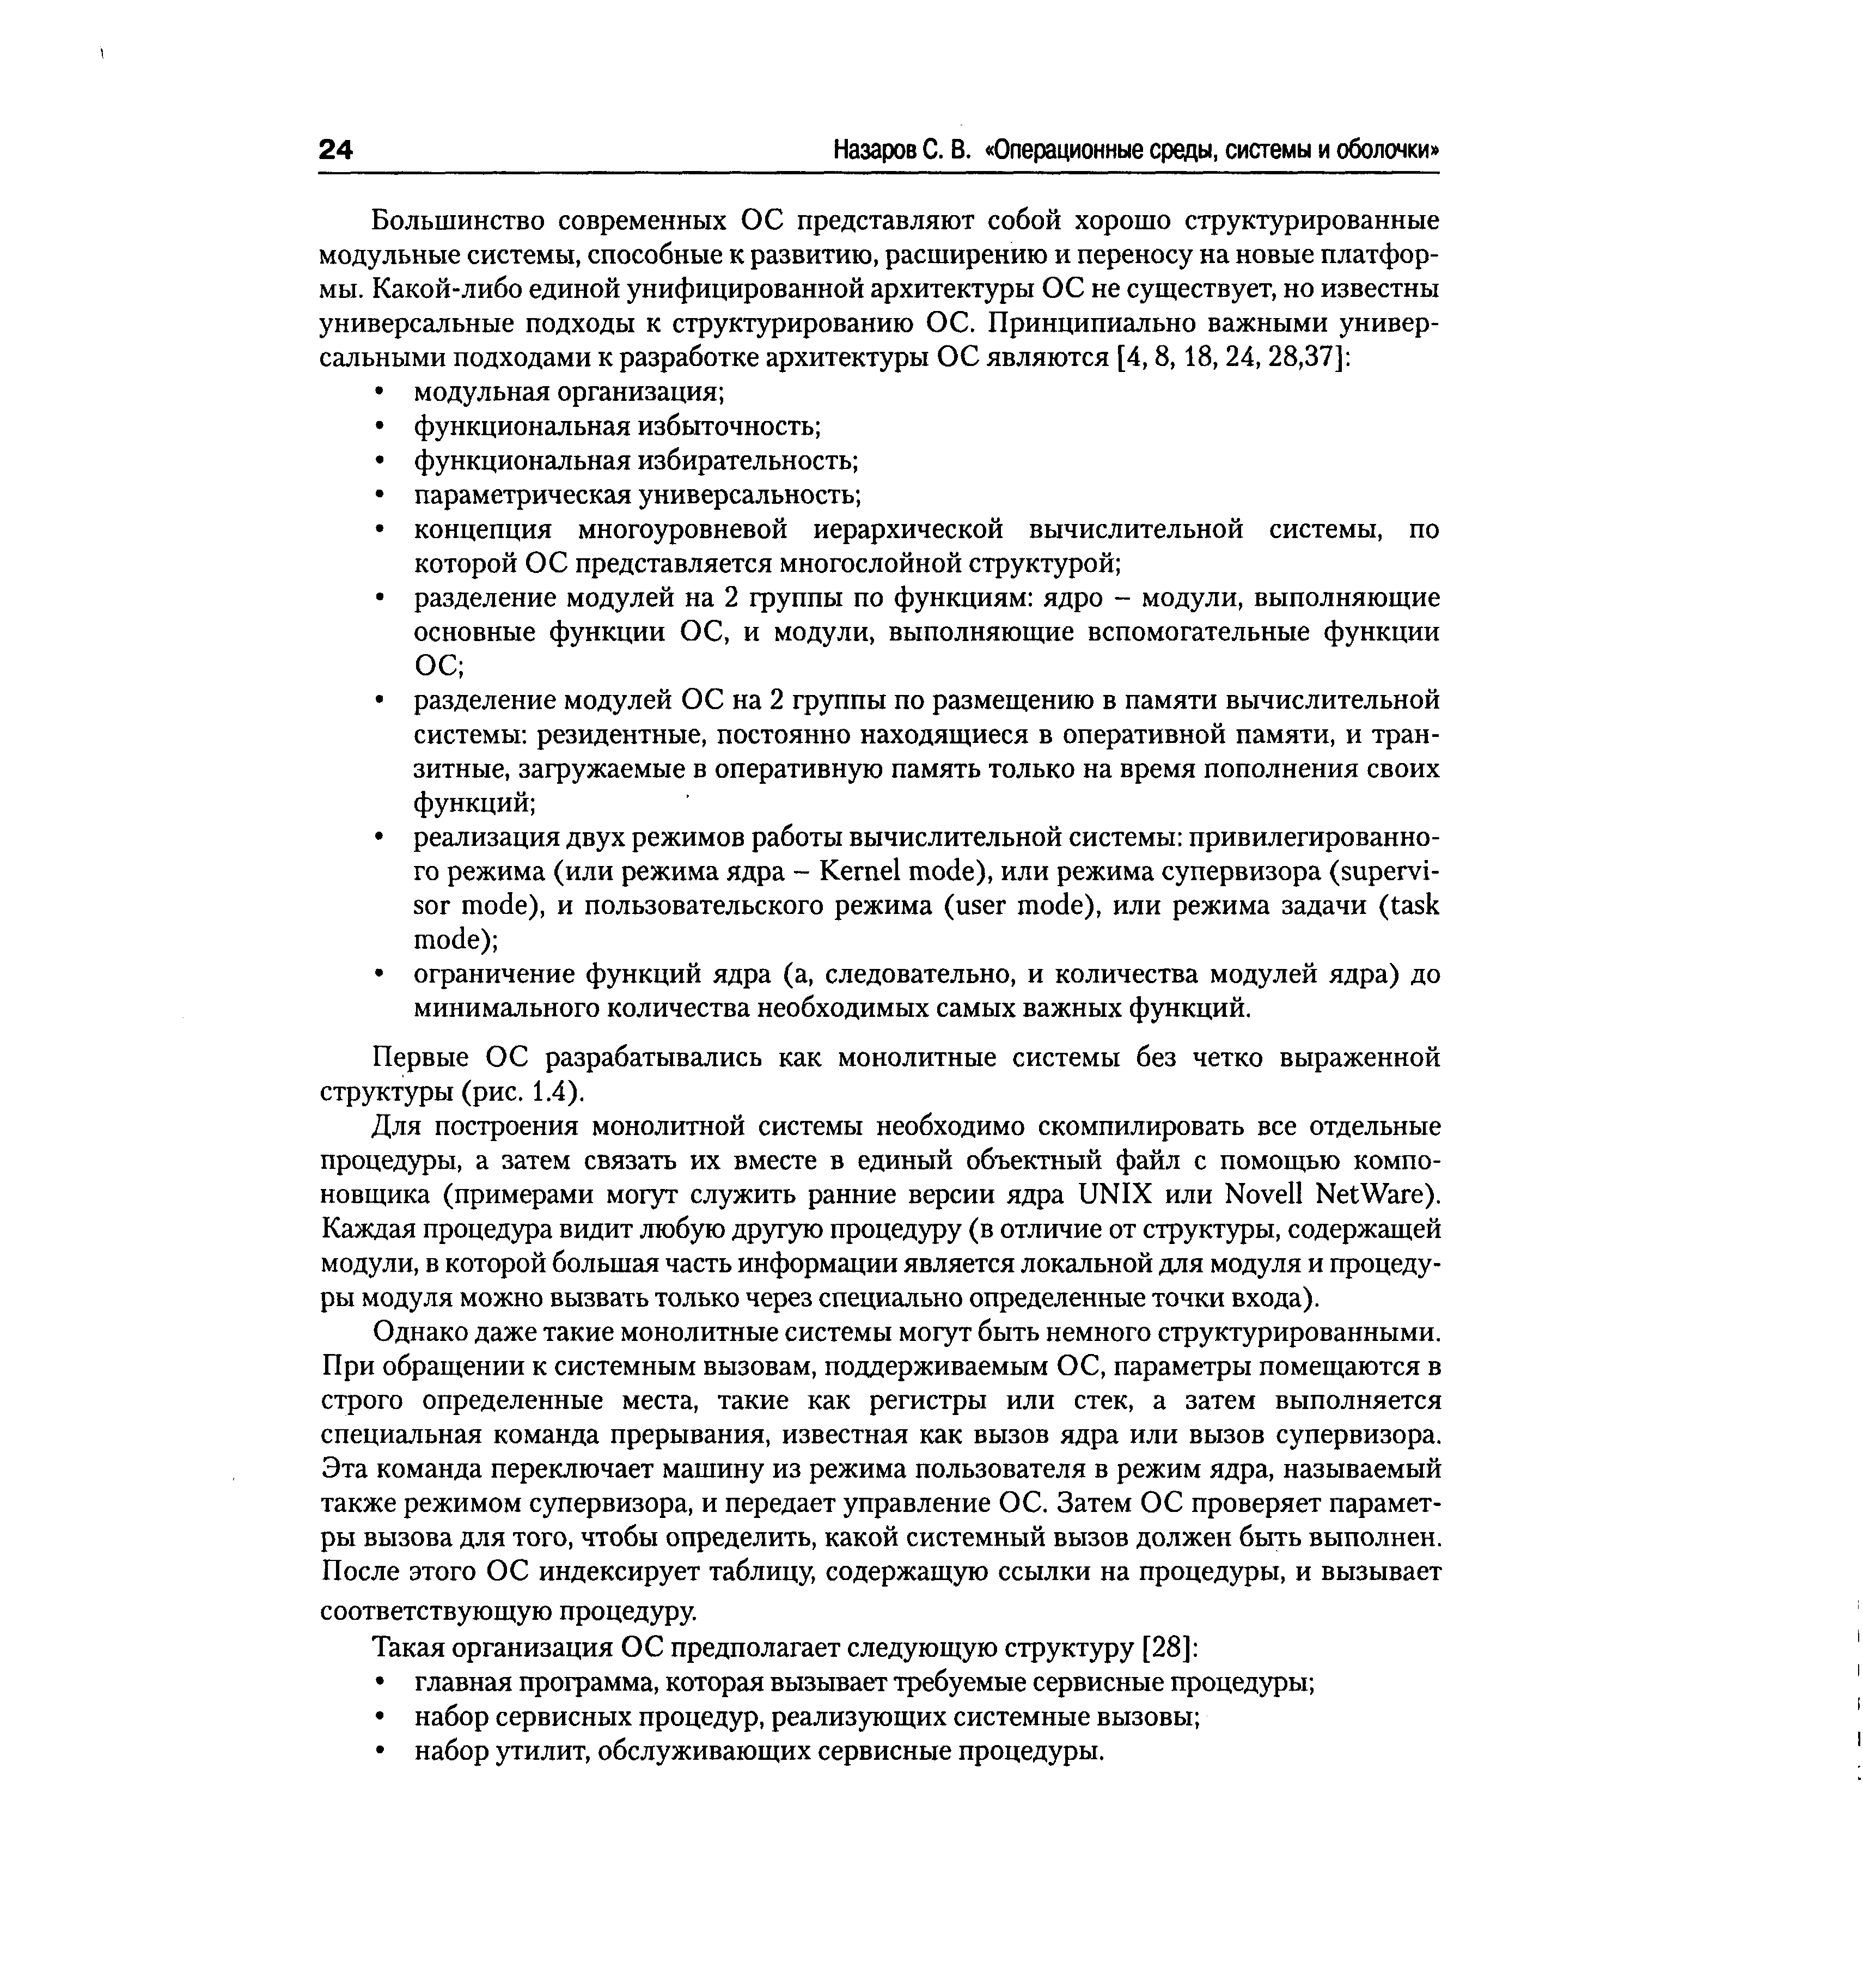 24 Назаров С. В. «Операционные среды, системы и оболочки»
Большинство современных ОС представляют собой хорошо структурированные
модульные системы, способные к развитию, расширению и переносу на новые платфор-
мы. Какой-либо единой унифицированной архитектуры ОС не существует, но известны
универсальные подходы к структурированию ОС. Принципиально важными универ-
сальными подходами к разработке архитектуры ОС являются [4, 8, 18, 24, 28,37]:
• модульная организация;
• функциональная избыточность;
• функциональная избирательность;
• параметрическая универсальность;
• концепция многоуровневой иерархической вычислительной системы, по
которой ОС представляется многослойной структурой;
• разделение модулей на 2 группы по функциям: ядро – модули, выполняющие
основные функции ОС, и модули, выполняющие вспомогательные функции
ОС;
• разделение модулей ОС на 2 группы по размещению в памяти вычислительной
системы: резидентные, постоянно находящиеся в оперативной памяти, и тран-
зитные, загружаемые в оперативную память только на время пополнения своих
функций;
• реализация двух режимов работы вычислительной системы: привилегированно-
го режима (или режима ядра – Kernel mode), или режима супервизора (supervi-
sor mode), и пользовательского режима (user mode), или режима задачи (task
mode);
• ограничение функций ядра (а, следовательно, и количества модулей ядра) до
минимального количества необходимых самых важных функций.
Первые ОС разрабатывались как монолитные системы без четко выраженной
структуры (рис. 1.4).
Для построения монолитной системы необходимо скомпилировать все отдельные
процедуры, а затем связать их вместе в единый объектный файл с помощью компо-
новщика (примерами могут служить ранние версии ядра UNIX или Novell NetWare).
Каждая процедура видит любую другую процедуру (в отличие от структуры, содержащей
модули, в которой большая часть информации является локальной для модуля и процеду-
ры модуля можно вызвать только через специально определенные точки входа).
Однако даже такие монолитные системы могут быть немного структурированными.
При обращении к системным вызовам, поддерживаемым ОС, параметры помещаются в
строго определенные места, такие как регистры или стек, а затем выполняется
специальная команда прерывания, известная как вызов ядра или вызов супервизора.
Эта команда переключает машину из режима пользователя в режим ядра, называемый
также режимом супервизора, и передает управление ОС. Затем ОС проверяет парамет-
ры вызова для того, чтобы определить, какой системный вызов должен быть выполнен.
После этого ОС индексирует таблицу, содержащую ссылки на процедуры, и вызывает
соответствующую процедуру.
Такая организация ОС предполагает следующую структуру [28]:
• главная программа, которая вызывает требуемые сервисные процедуры;
• набор сервисных процедур, реализующих системные вызовы;
• набор утилит, обслуживающих сервисные процедуры.